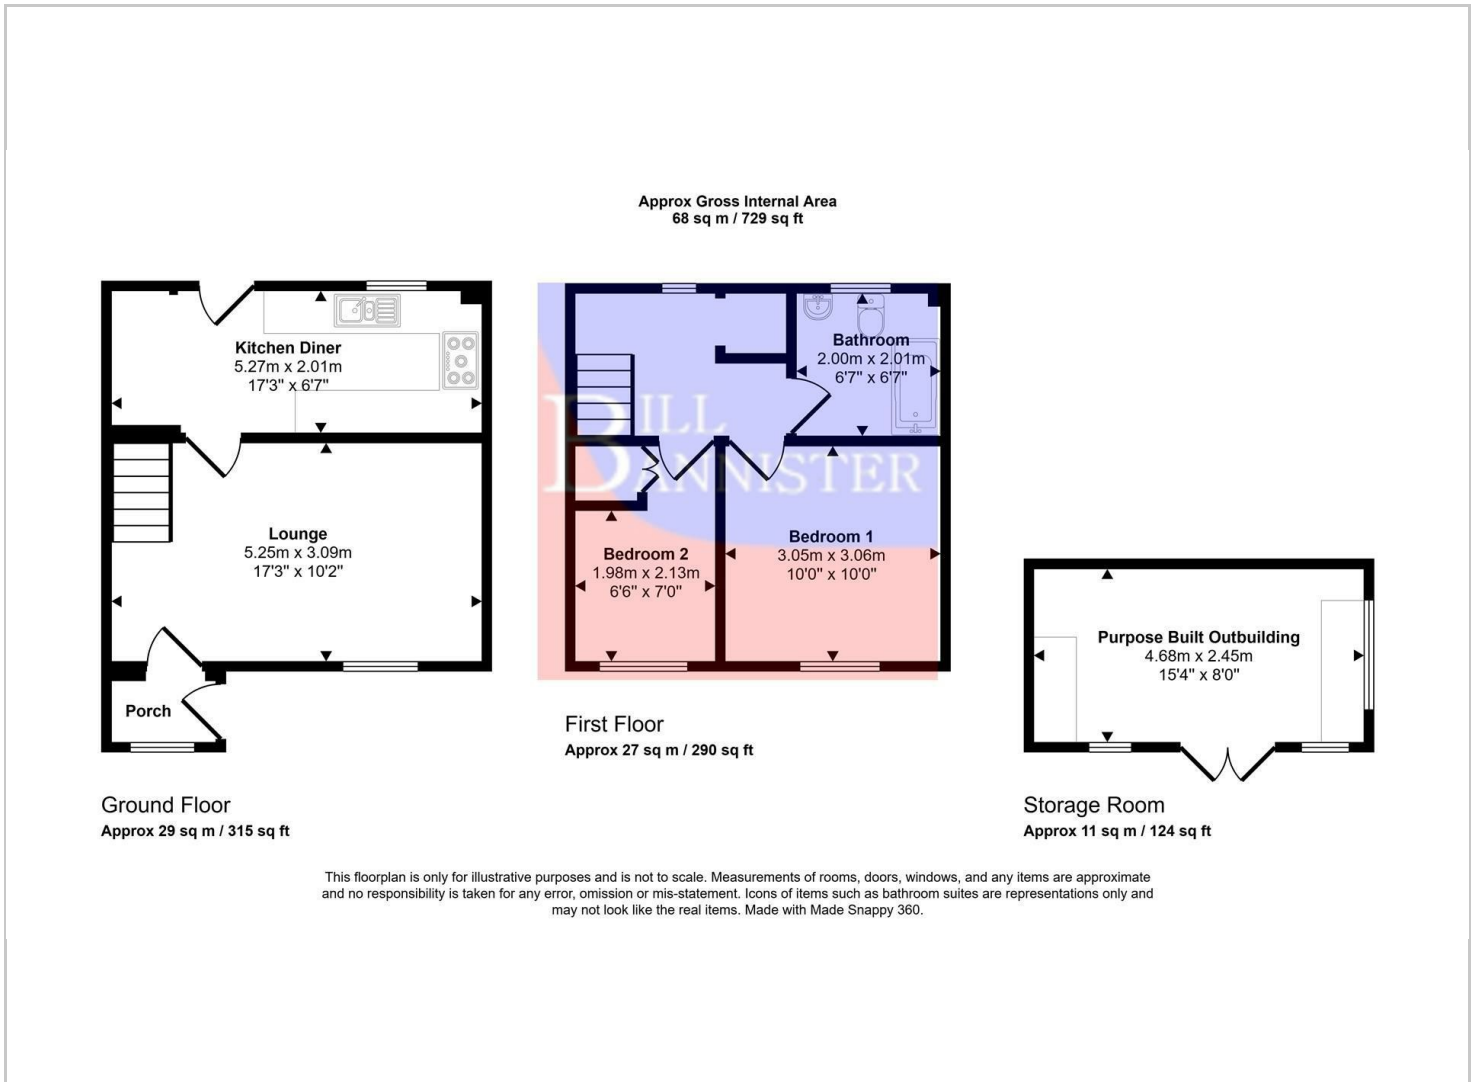 Approx Gross Internal Area
68 sq m / 729 sq ft
Kitchen Diner
5.27m x 2.01m
17'3" x 6'7"
Lounge
5.25m x 3.09m
17'3" x 10'2"
Porch
Ground Floor
Approx 29 sq m / 315 sq ft
Bathroom
2.00m x 2.01m
6'7" x 6'7"
BILL
BANNISTER
Bedroom 2
1.98m x 2.13m
6'6" x 7'0"
Bedroom 1
3.05m x 3.06m
10'0" x 10'0"
First Floor
Approx 27 sq m / 290 sq ft
Purpose Built Outbuilding
4.68m x 2.45m
15'4" x 8'0"
Storage Room
Approx 11 sq m / 124 sq ft
This floorplan is only for illustrative purposes and is not to scale. Measurements of rooms, doors, windows, and any items are approximate
and no responsibility is taken for any error, omission or mis-statement. Icons of items such as bathroom suites are representations only and
may not look like the real items. Made with Made Snappy 360.